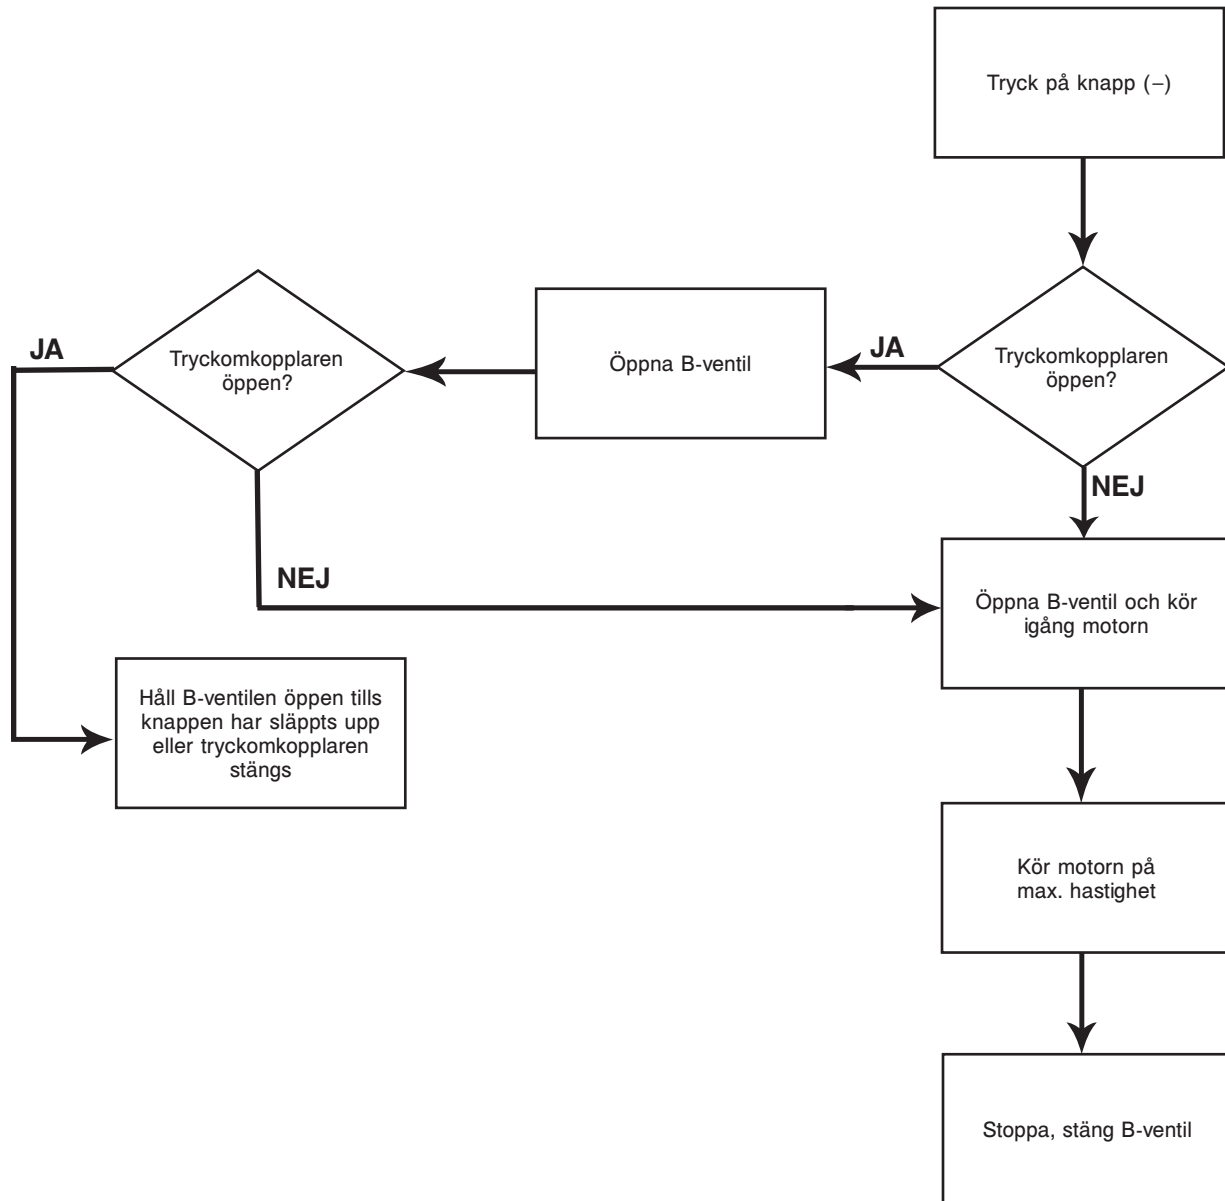 Tryck på knapp (–)
Tryckomkopplaren
öppen?
JA
Öppna B-ventil
Tryckomkopplaren
öppen?
JA
NEJ
NEJ
Öppna B-ventil och kör
igång motorn
Håll B-ventilen öppen tills
knappen har släppts upp
eller tryckomkopplaren
stängs
Kör motorn på
max. hastighet
Stoppa, stäng B-ventil